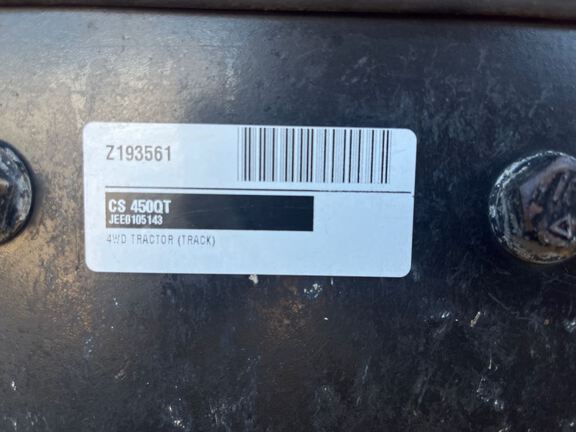 Z193561
CS 450QT
JEE0105143
4WD TRACTOR (TRACK)